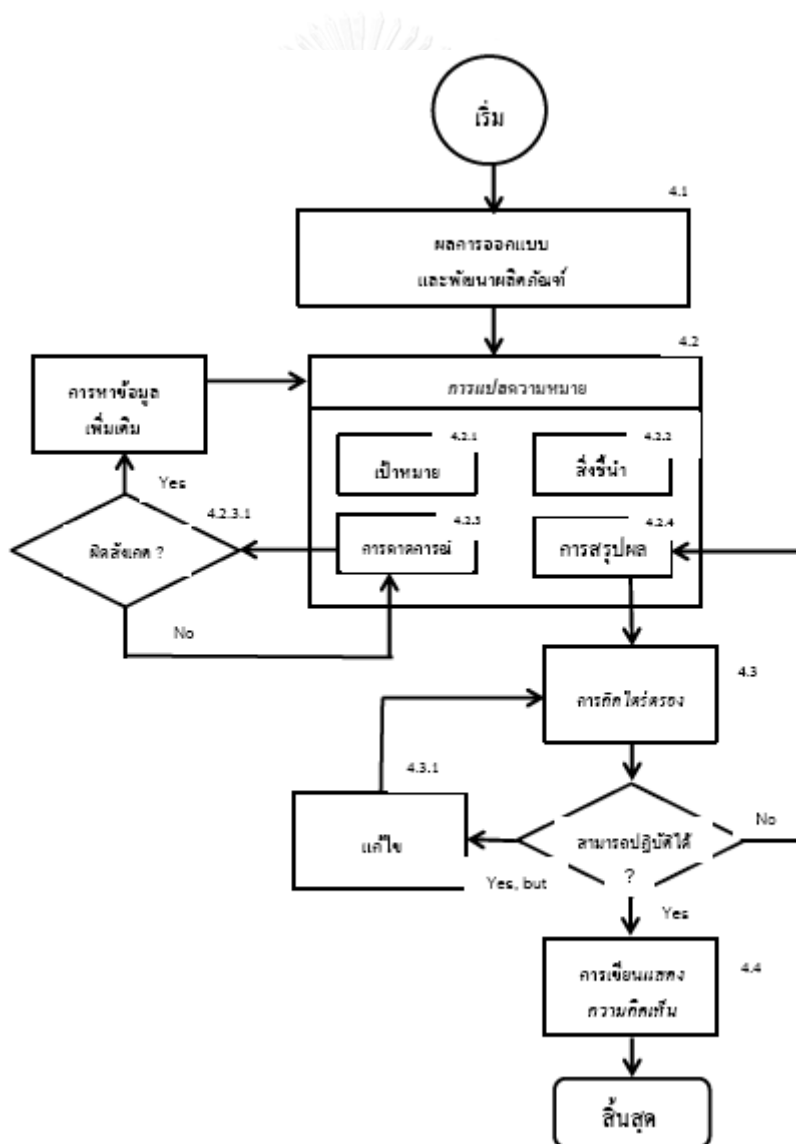 เริ่ม
4.1
ผลการออกแบบ
และพัฒนาผลิตภัณฑ์
4.2
การแปลความหมาย
การหาข้อมูล
เพิ่มเติม
4.2.1
เป้าหมาย
4.2.2
สิ่งชี้นำ
Yes
4.2.3.1
ผิดสังเกต ?
4.2.3
การคาดการณ์
4.2.4
การสรุปผล
No
4.3
การคิดไตร่ตรอง
4.3.1
แก้ไข
สามารถปฏิบัติได้
?
No
Yes, but
Yes
4.4
การเขียนแสดง
ความคิดเห็น
สิ้นสุด